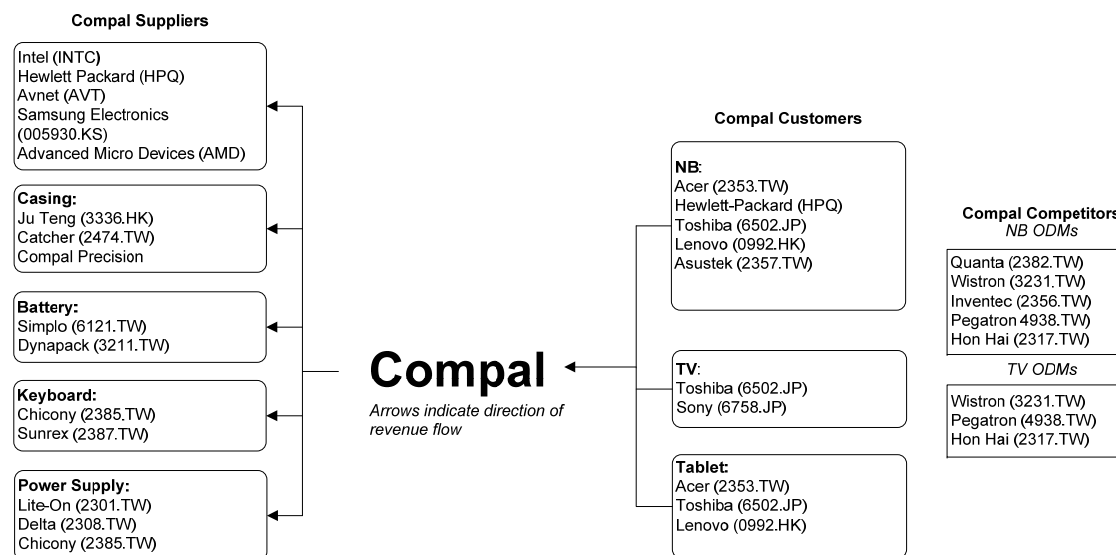 Compal Suppliers
Intel (INTC)
Hewlett Packard (HPQ)
Avnet (AVT)
Samsung Electronics
(005930.KS)
Advanced Micro Devices (AMD)
Casing:
Ju Teng (3336.HK)
Catcher (2474.TW)
Compal Precision
Battery:
Simplo (6121.TW)
Dynapack (3211.TW)
Keyboard:
Chicony (2385.TW)
Sunrex (2387.TW)
Power Supply:
Lite-On (2301.TW)
Delta (2308.TW)
Chicony (2385.TW)
Compal
Arrows indicate direction of
revenue flow
Compal Customers
NB:
Acer (2353.TW)
Hewlett-Packard (HPQ)
Toshiba (6502.JP)
Lenovo (0992.HK)
Asustek (2357.TW)
TV:
Toshiba (6502.JP)
Sony (6758.JP)
Tablet:
Acer (2353.TW)
Toshiba (6502.JP)
Lenovo (0992.HK)
Compal Competitors
NB ODMs
Quanta (2382.TW)
Wistron (3231.TW)
Inventec (2356.TW)
Pegatron 4938.TW)
Hon Hai (2317.TW)
TV ODMs
Wistron (3231.TW)
Pegatron (4938.TW)
Hon Hai (2317.TW)